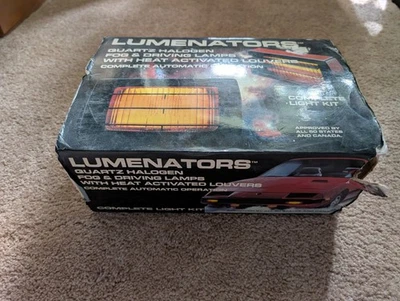 LUMENATORS
QUARTZ HALOGEN
FOG & DRIVING LAMPS
WITH HEAT ACTIVATED LOUVERS
COMPLETE AUTOMATIC OPERATION
COMPLETE
LIGHT KIT
APPROVED BY
ALL 50 STATES
AND CANADA.
LUMENATORS™
QUARTZ HALOGEN
FOG & DRIVING LAMPS
WITH HEAT ACTIVATED LOUVERS
COMPLETE AUTOMATIC OPERATION
COMPLETE LIGHT KIT